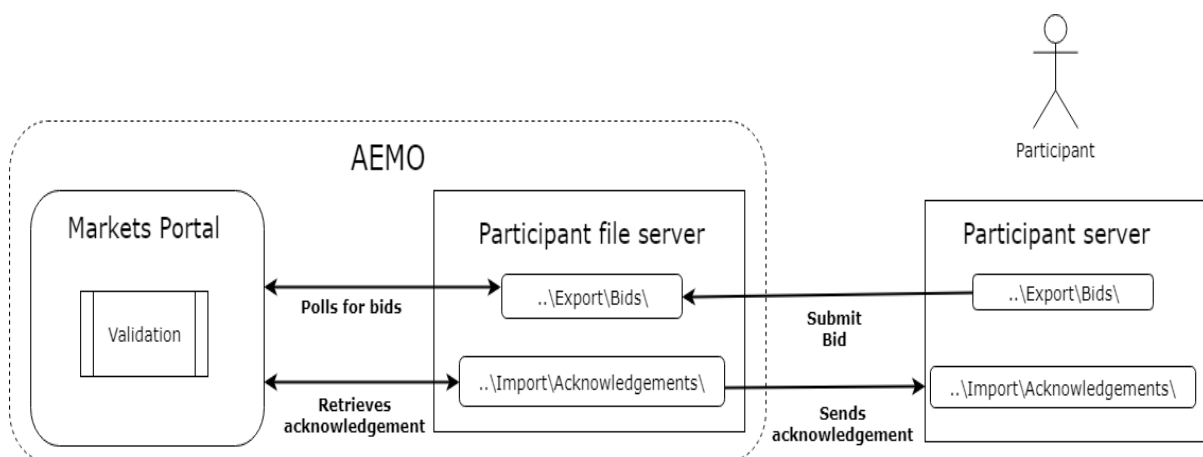 Participant
AEMO
Markets Portal
Participant file server
Participant server
Validation
Polls for bids
..\Export\Bids\
Submit
Bid
..\Export\Bids\
Retrieves
acknowledgement
..\Import\Acknowledgements\
Sends
acknowledgement
..\Import\Acknowledgements\